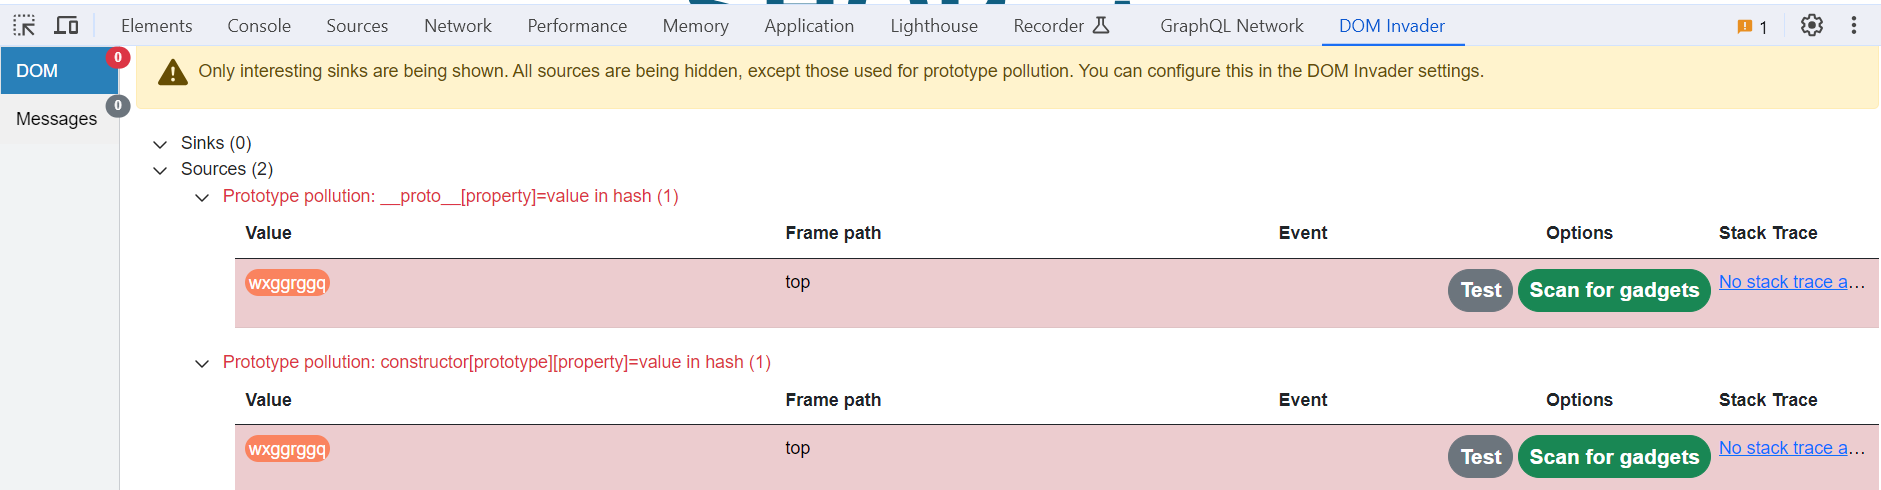 Elements Console Sources Network Performance Memory Application Lighthouse Recorder GraphQL Network DOM Invader 1
DOM 0
Only interesting sinks are being shown. All sources are being hidden, except those used for prototype pollution. You can configure this in the DOM Invader settings.
Messages 0
Sinks (0)
Sources (2)
Prototype pollution: __proto__[property]=value in hash (1)
Value Frame path Event Options Stack Trace
wxggrggq top Test Scan for gadgets No stack trace a…
Prototype pollution: constructor[prototype][property]=value in hash (1)
Value Frame path Event Options Stack Trace
wxggrggq top Test Scan for gadgets No stack trace a…